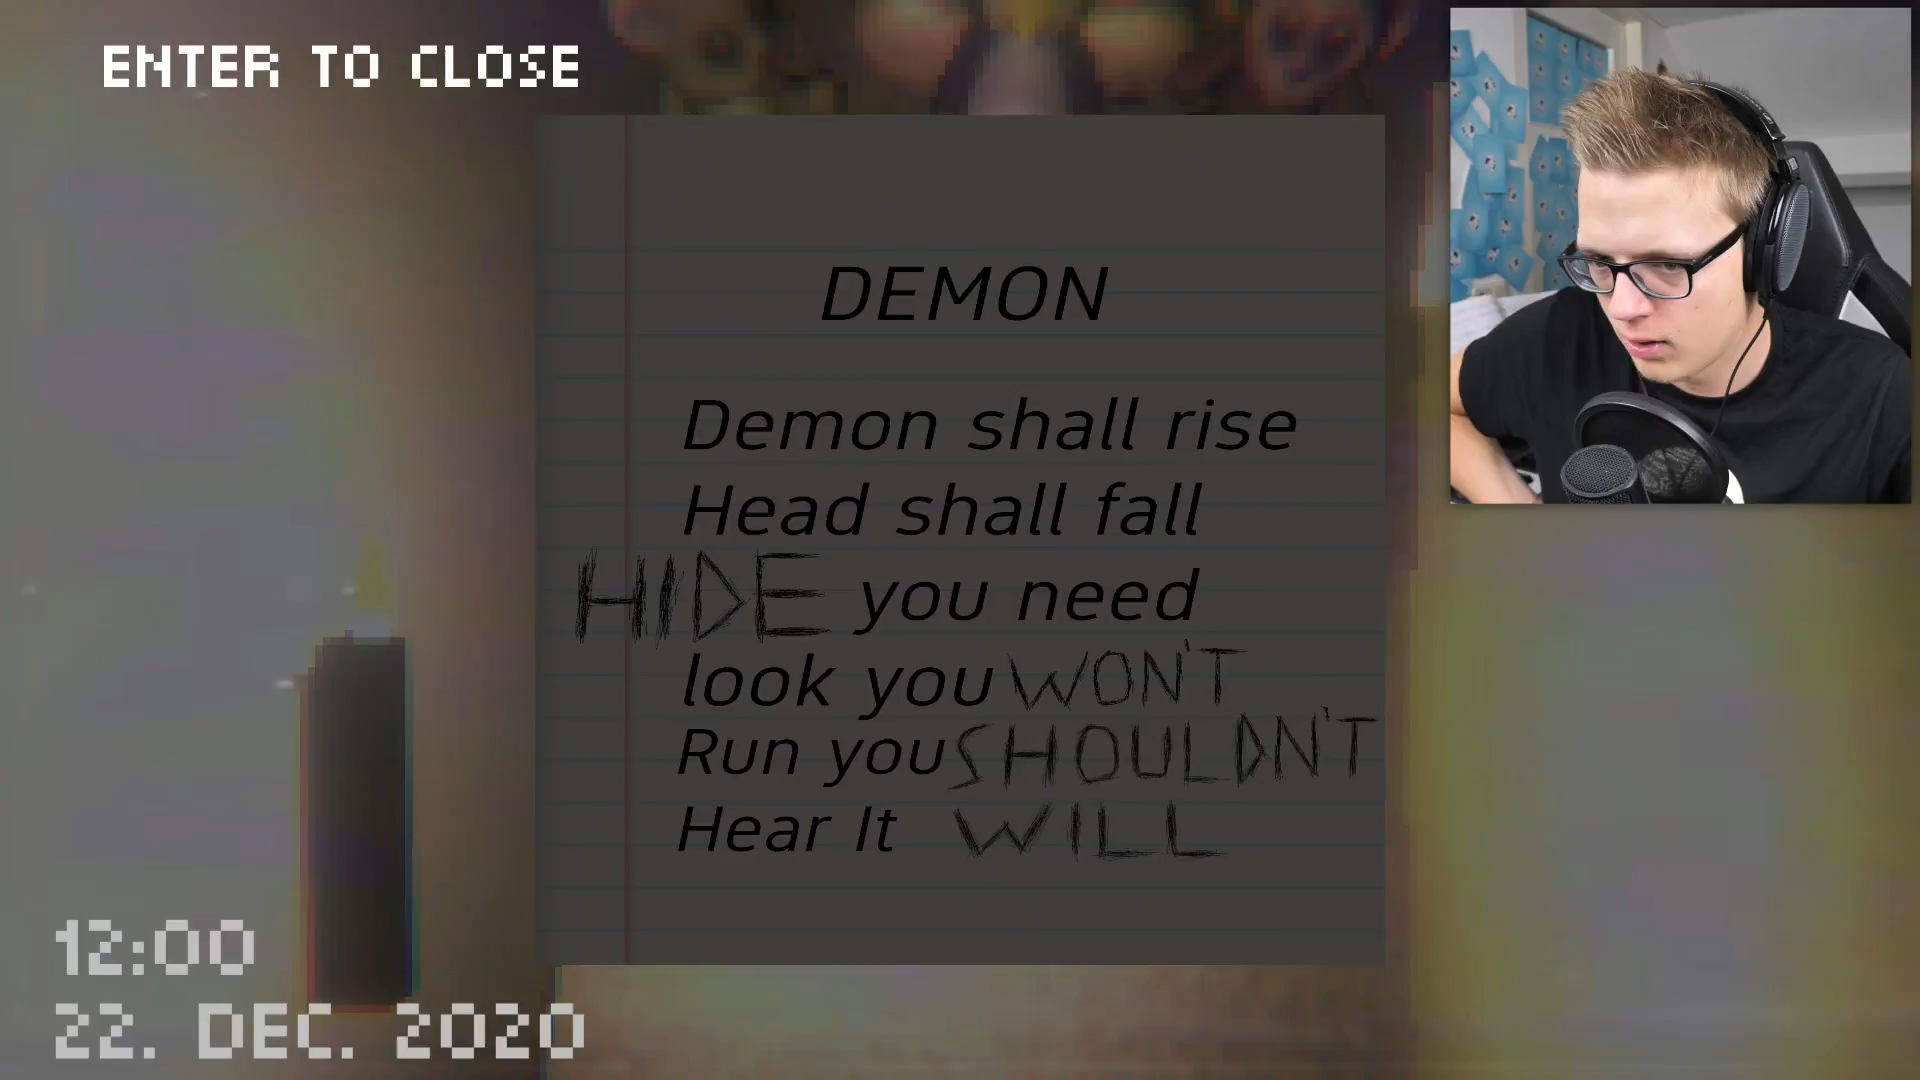 ENTER TO CLOSE
DEMON
Demon shall rise
Head shall fall
HIDE you need
look you WON'T
Run you SHOULDN'T
Hear It WILL
12:00
22. DEC. 2020